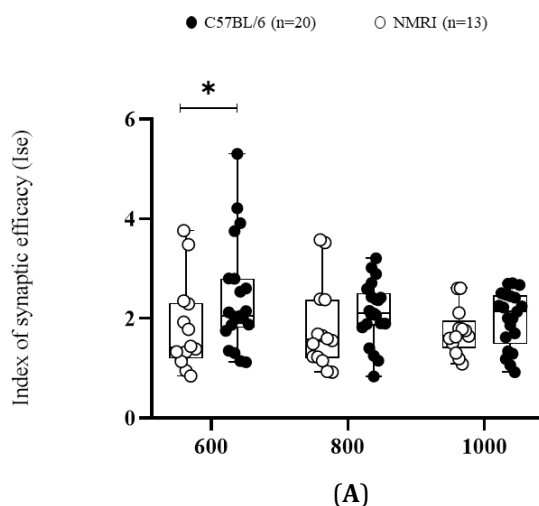 C57BL/6 (n=20) NMRI (n=13)
*
Index of synaptic efficacy (Ise)
6
4
2
0
600 800 1000
(A)